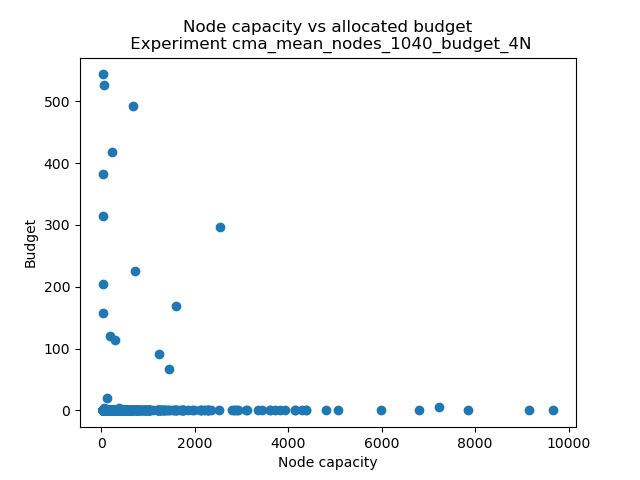 Node capacity vs allocated budget
Experiment cma_mean_nodes_1040_budget_4N
Budget
500
400
300
200
100
0
0 2000 4000 6000 8000 10000
Node capacity